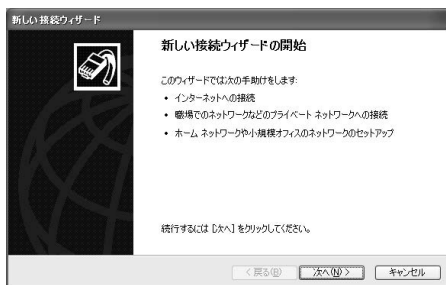 新しい接続ウィザード
新しい接続ウィザードの開始
このウィザードでは次の手助けをします:
• インターネットへの接続
• 職場でのネットワークなどのプライベート ネットワークへの接続
• ホーム ネットワークや小規模オフィスのネットワークのセットアップ
続行するには [次へ] をクリックしてください。
< 戻る(B) 次へ(N) > キャンセル